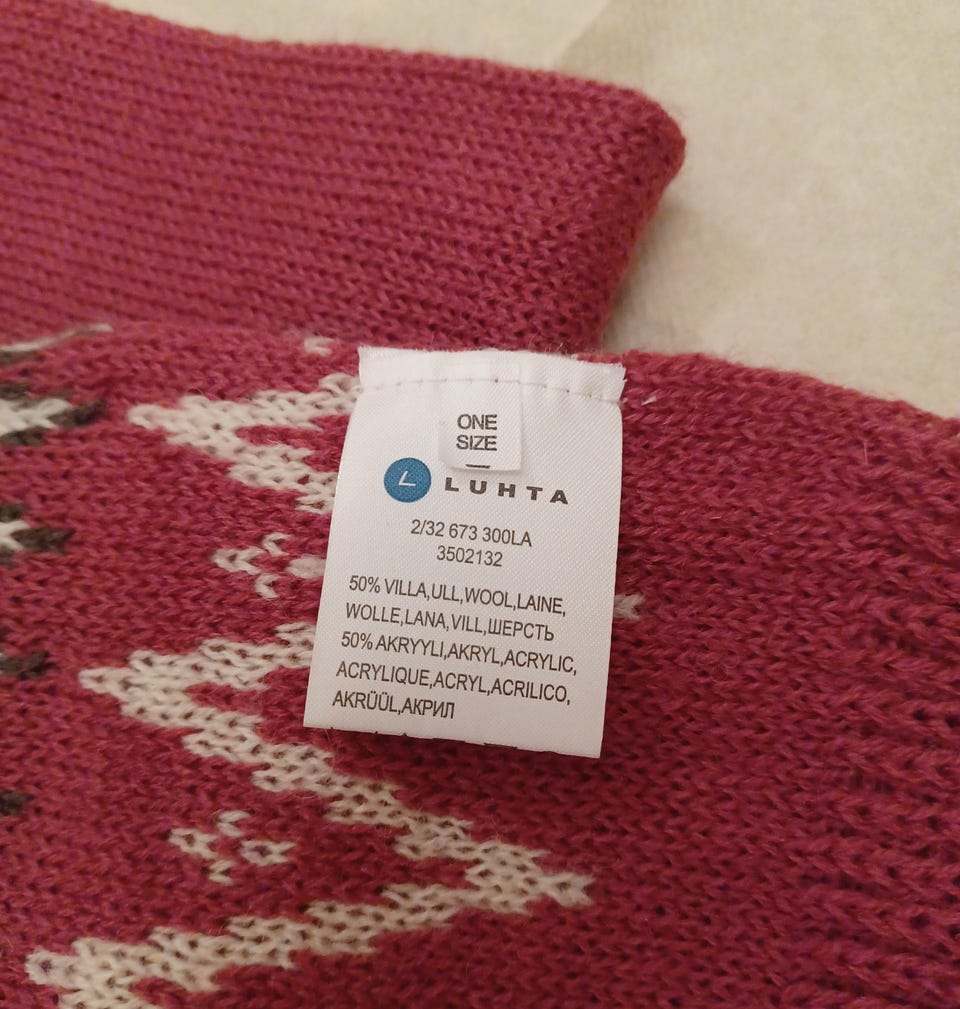 ONE
SIZE
L LUHTA
2/32 673 300LA
3502132
50% VILLA,ULL,WOOL,LAINE,
WOLLE,LANA,VILL,ШЕРСТЬ
50% AKRYYLI,AKRYL,ACRYLIC,
ACRYLIQUE,ACRYL,ACRILICO,
AKRÜÜL,АКРИЛ